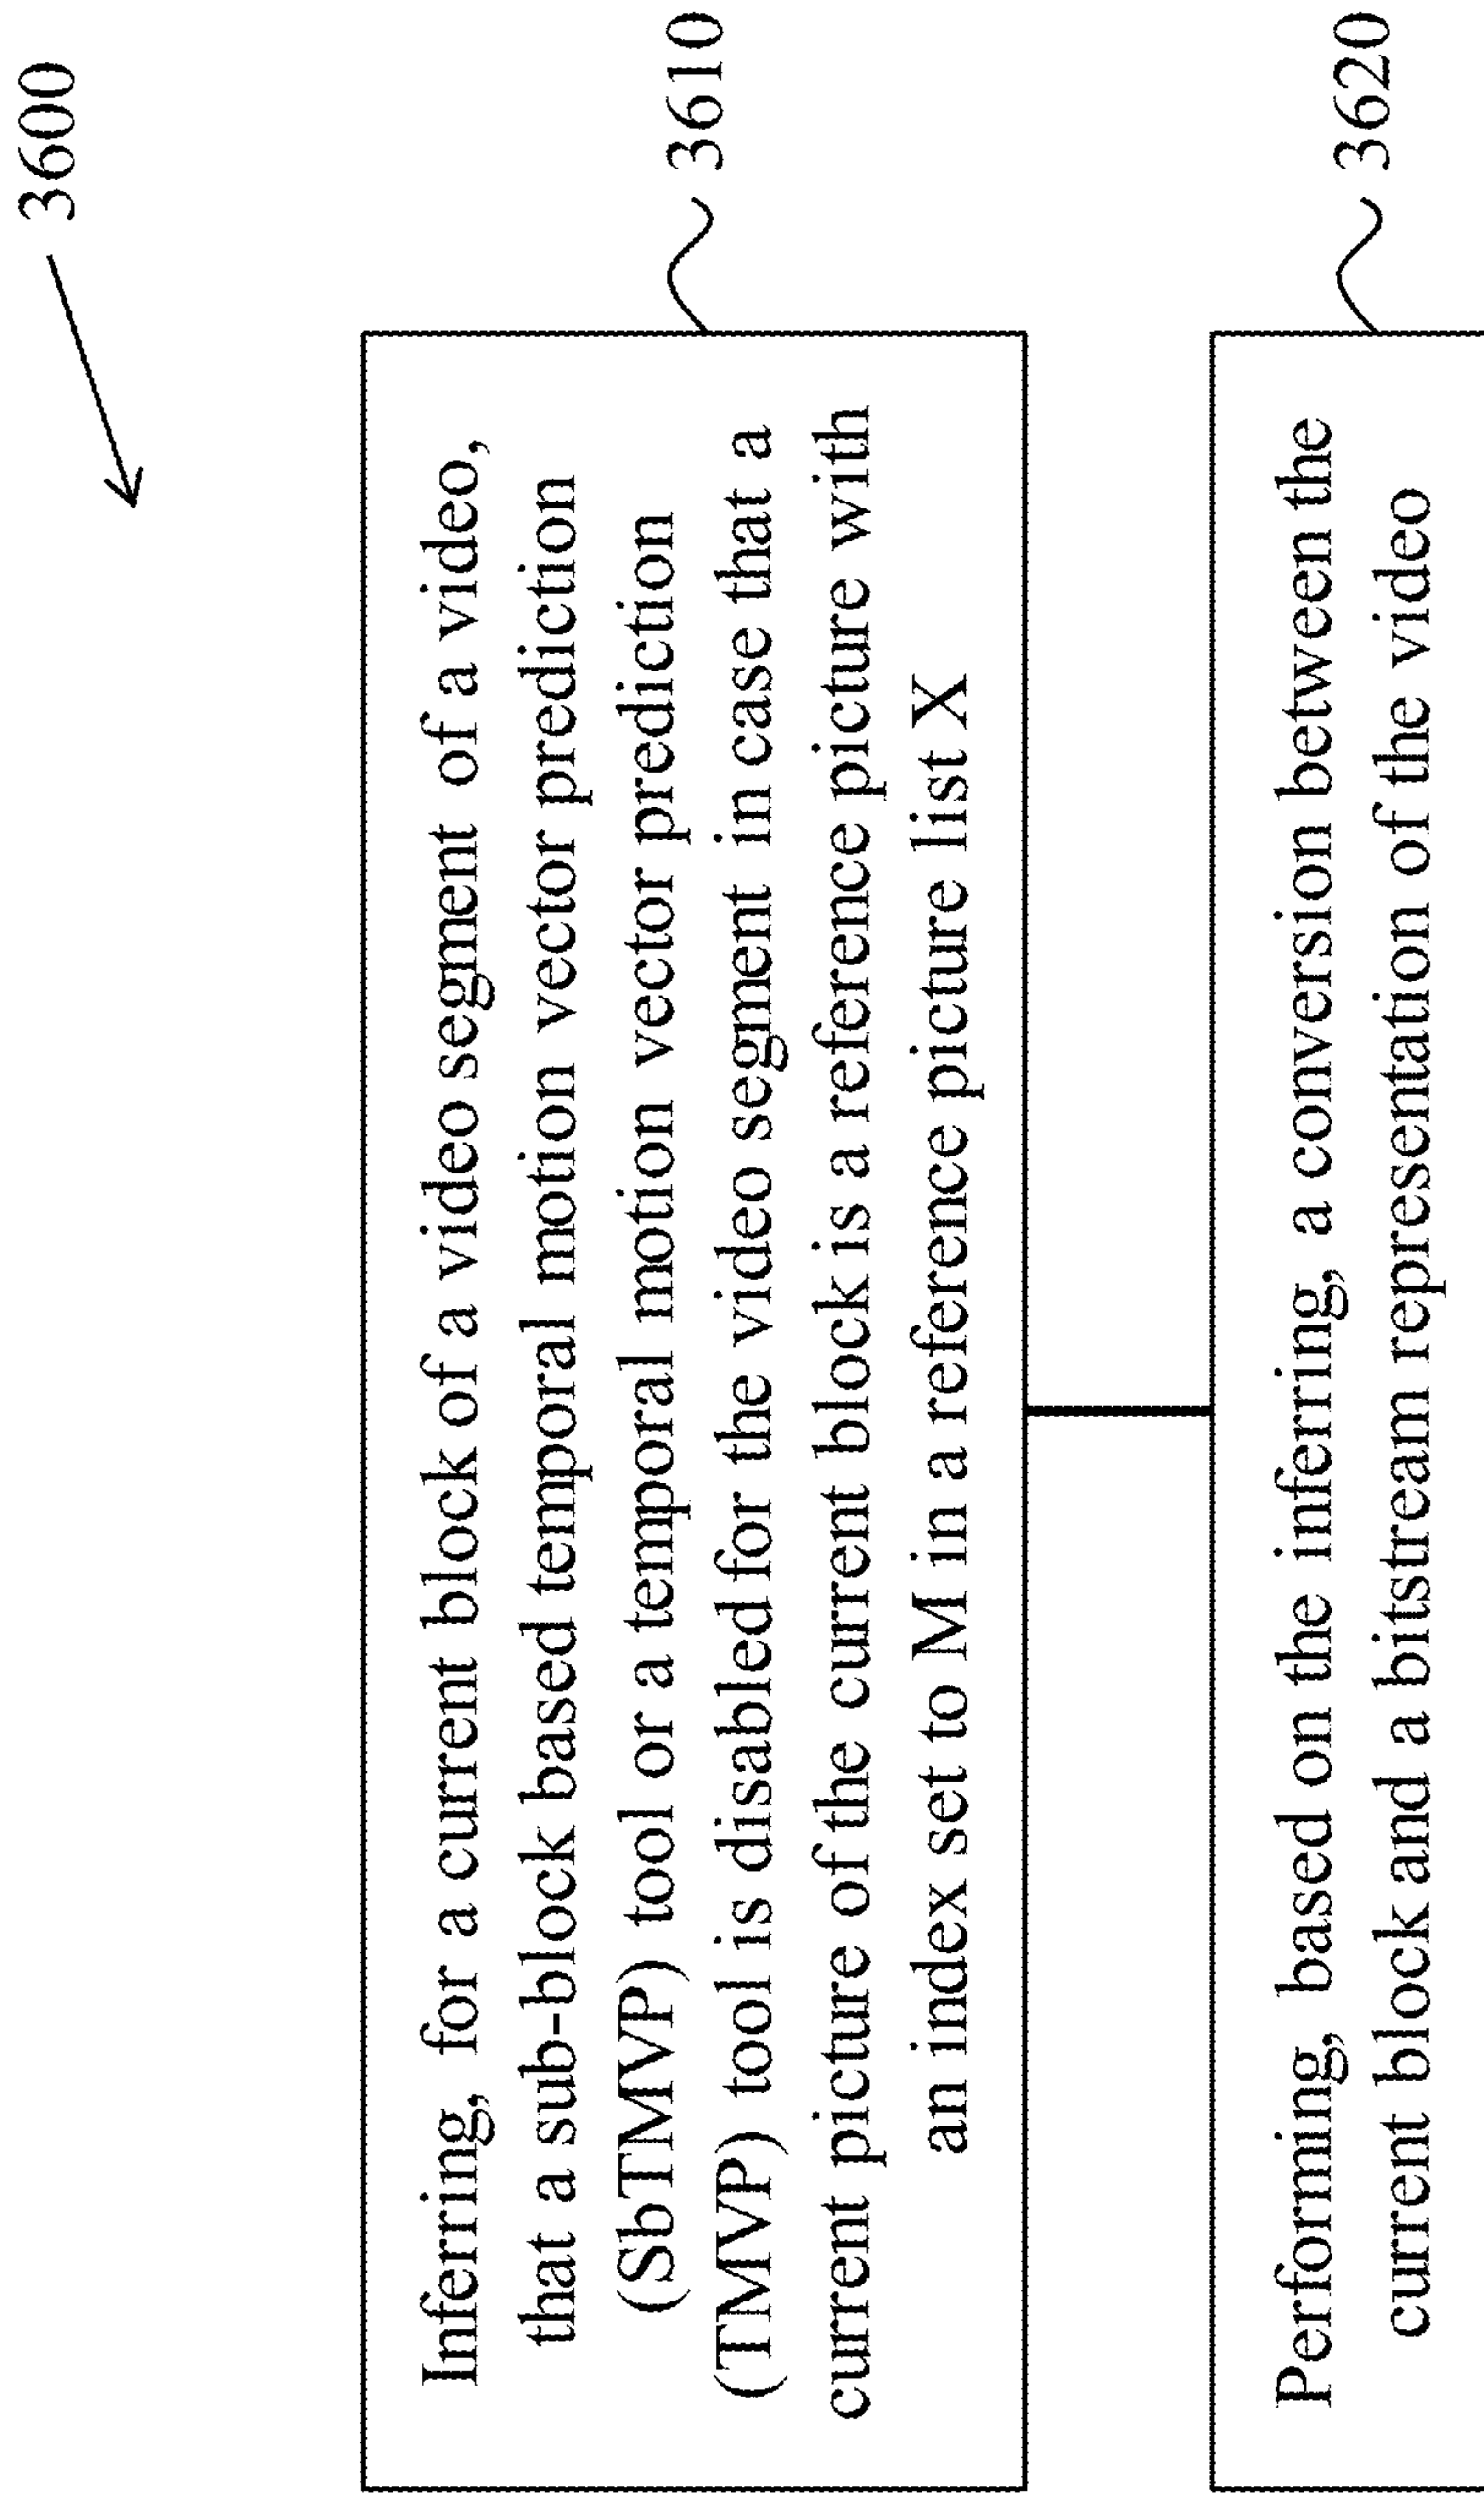 3600
Inferring, for a current block of a video segment of a video,
that a sub-block based temporal motion vector prediction
(SbTMVP) tool or a temporal motion vector prediction
(TMVP) tool is disabled for the video segment in case that a
current picture of the current block is a reference picture with
an index set to M in a reference picture list X
3610
Performing, based on the inferring, a conversion between the
current block and a bitstream representation of the video
3620